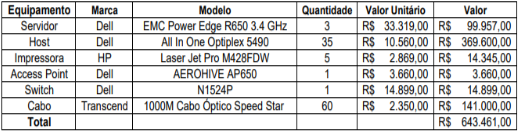 Equipamento Marca Modelo Quantidade Valor Unitário Valor
Servidor Dell EMC Power Edge R650 3.4 GHz 3 R$ 33.319,00 R$ 99.957,00
Host Dell All In One Optiplex 5490 35 R$ 10.560,00 R$ 369.600,00
Impressora HP Laser Jet Pro M428FDW 5 R$ 2.869,00 R$ 14.345,00
Access Point Dell AEROHIVE AP650 1 R$ 3.660,00 R$ 3.660,00
Switch Dell N1524P 1 R$ 14.899,00 R$ 14.899,00
Cabo Transcend 1000M Cabo Óptico Speed Star 60 R$ 2.350,00 R$ 141.000,00
Total R$ 643.461,00